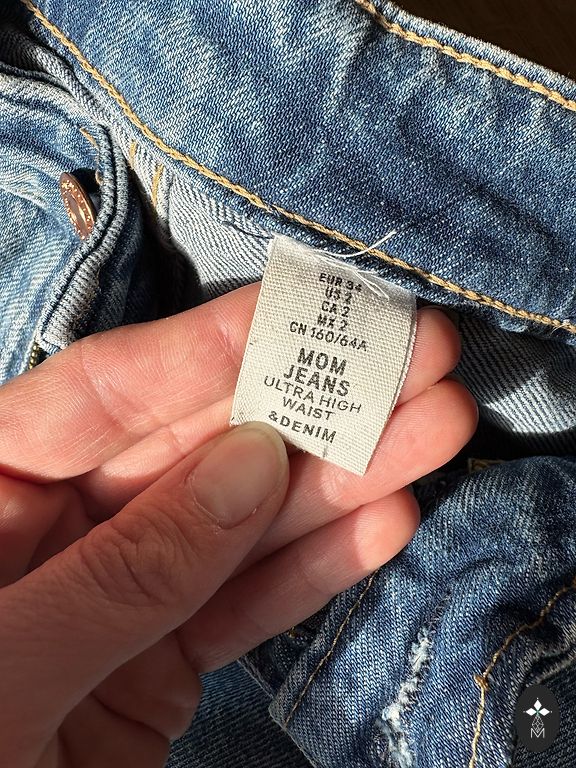 EUR 34
US 2
CA 2
MX 2
CN 160/64A
MOM
JEANS
ULTRA HIGH
WAIST
&DENIM